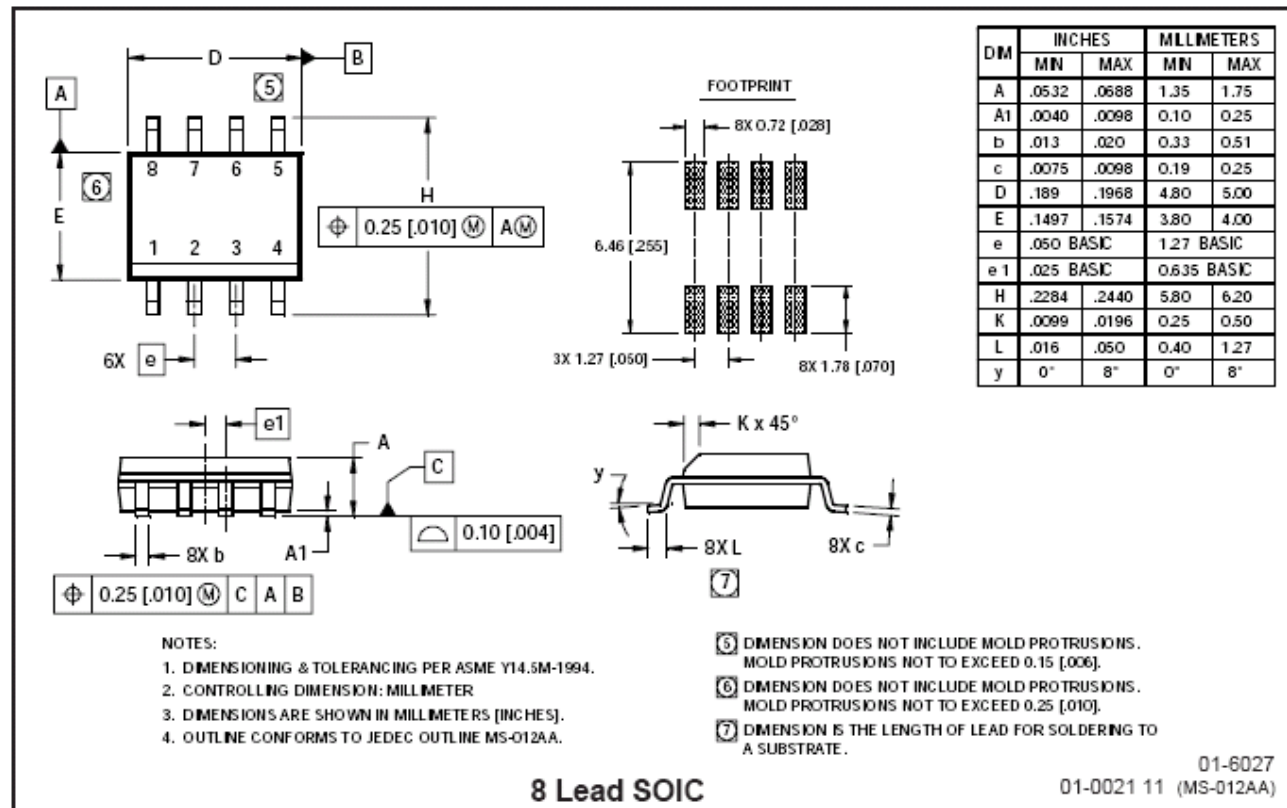 D
B
5
A
8 7 6 5
6
E
H
⌖ 0.25 [.010] Ⓜ AⓂ
1 2 3 4
6X e
FOOTPRINT
8X 0.72 [.028]
6.46 [.255]
3X 1.27 [.050]
8X 1.78 [.070]
DIM INCHES MILLIMETERS
MIN MAX MIN MAX
A .0532 .0688 1.35 1.75
A1 .0040 .0098 0.10 0.25
b .013 .020 0.33 0.51
c .0075 .0098 0.19 0.25
D .189 .1968 4.80 5.00
E .1497 .1574 3.80 4.00
e .050 BASIC 1.27 BASIC
e 1 .025 BASIC 0.635 BASIC
H .2284 .2440 5.80 6.20
K .0099 .0196 0.25 0.50
L .016 .050 0.40 1.27
y 0° 8° 0° 8°
e1
A
C
⌓ 0.10 [.004]
8X b
A1
⌖ 0.25 [.010] Ⓜ C A B
K x 45°
y
8X L
8X c
7
NOTES:
1. DIMENSIONING & TOLERANCING PER ASME Y14.5M-1994.
2. CONTROLLING DIMENSION: MILLIMETER
3. DIMENSIONS ARE SHOWN IN MILLIMETERS [INCHES].
4. OUTLINE CONFORMS TO JEDEC OUTLINE MS-012AA.
5 DIMENSION DOES NOT INCLUDE MOLD PROTRUSIONS.
MOLD PROTRUSIONS NOT TO EXCEED 0.15 [.006].
6 DIMENSION DOES NOT INCLUDE MOLD PROTRUSIONS.
MOLD PROTRUSIONS NOT TO EXCEED 0.25 [.010].
7 DIMENSION IS THE LENGTH OF LEAD FOR SOLDERING TO
A SUBSTRATE.
8 Lead SOIC
01-6027
01-0021 11 (MS-012AA)